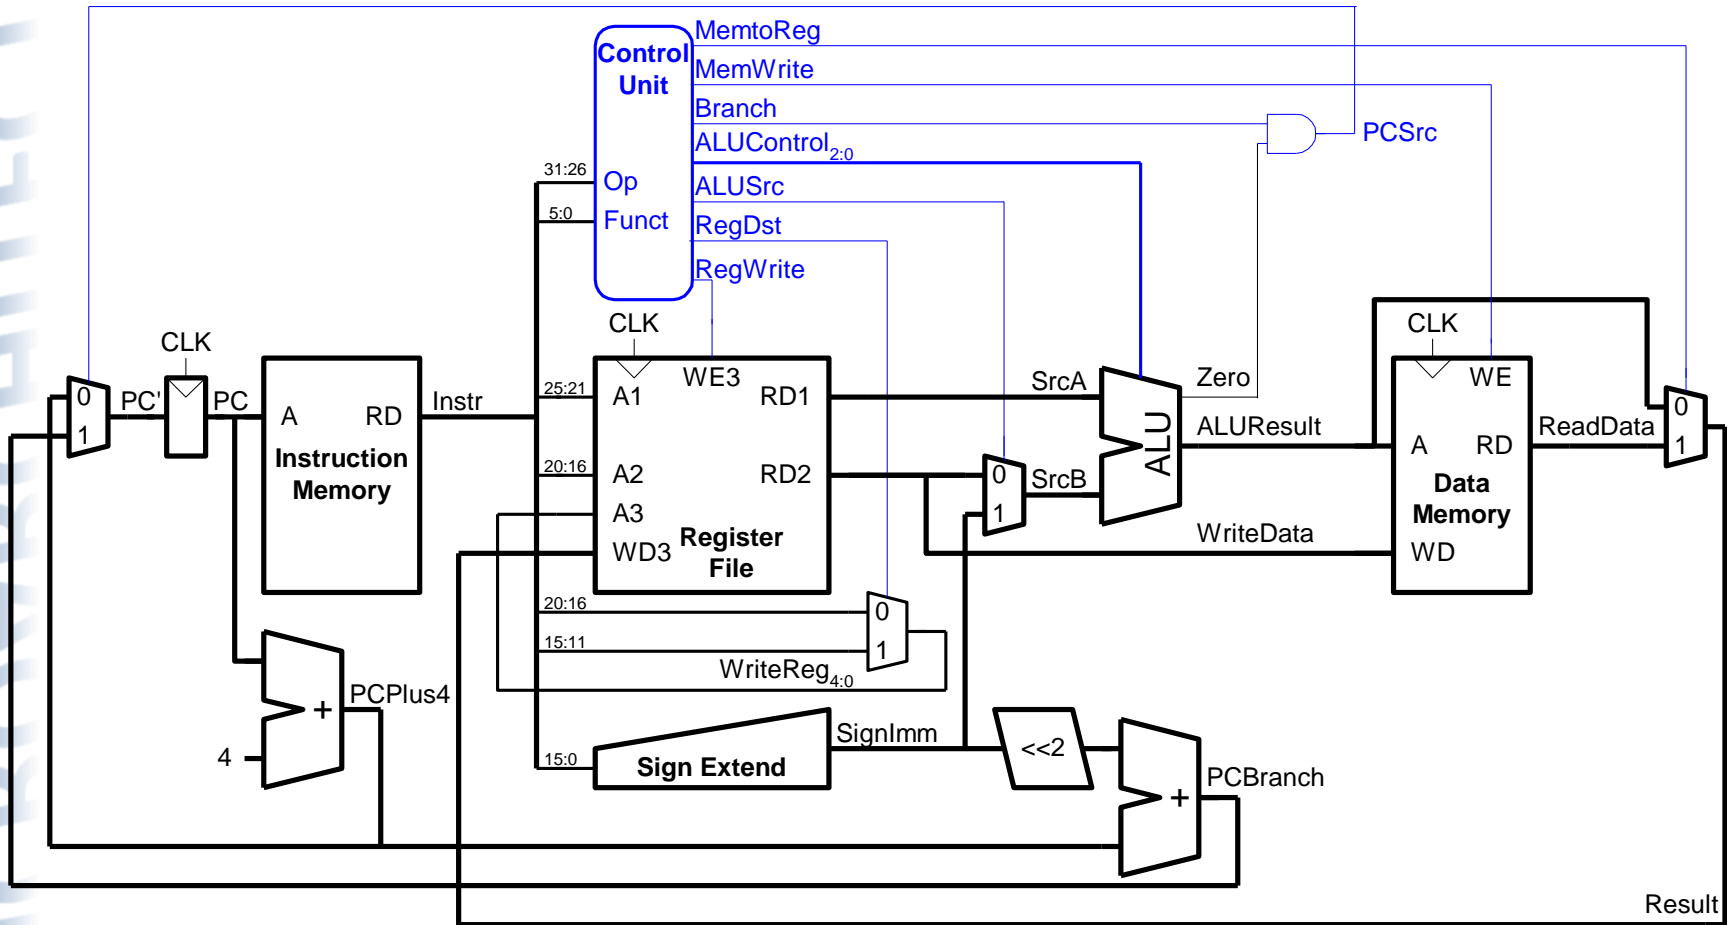 MemtoReg
Control
Unit
MemWrite
Branch
PCSrc
ALUControl2:0
31:26
Op
ALUSrc
5:0
Funct
RegDst
RegWrite
CLK
CLK
CLK
WE3
Zero
WE
0
PC'
PC
A
RD
Instr
25:21
A1
RD1
SrcA
ALU
ALUResult
0
ReadData
1
Instruction
Memory
20:16
A2
RD2
0
SrcB
A
RD
1
A3
1
Data
Memory
Register
File
WD3
WriteData
WD
20:16
0
15:11
1
WriteReg4:0
PCPlus4
+
4
SignImm
<<2
15:0
Sign Extend
PCBranch
+
Result